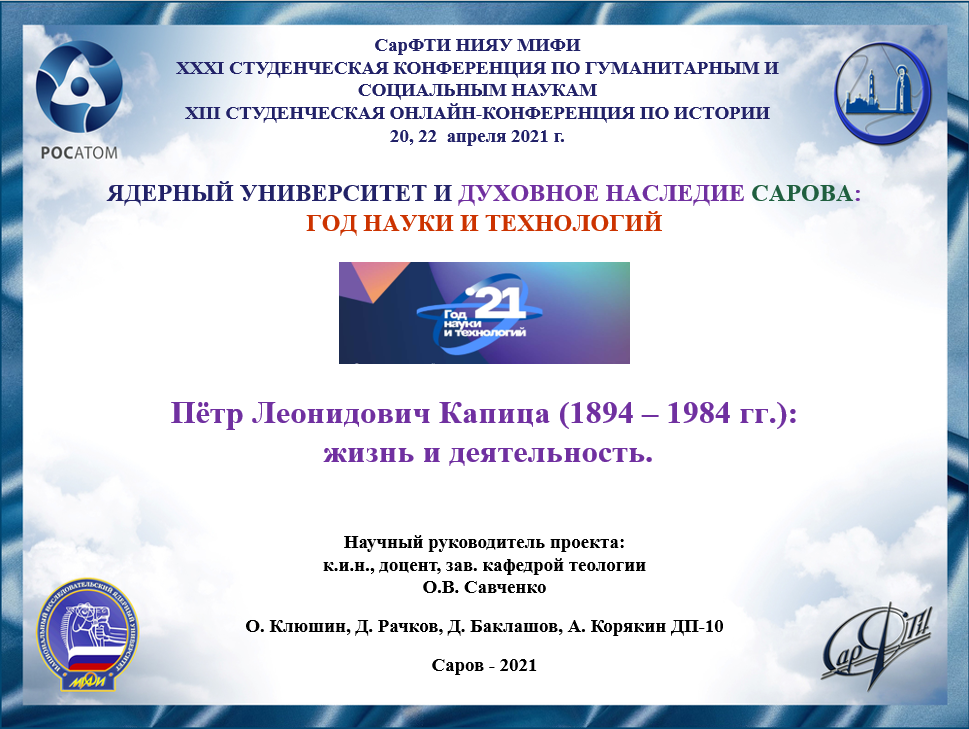 СарФТИ НИЯУ МИФИ
XXXI СТУДЕНЧЕСКАЯ КОНФЕРЕНЦИЯ ПО ГУМАНИТАРНЫМ И
СОЦИАЛЬНЫМ НАУКАМ
XIII СТУДЕНЧЕСКАЯ ОНЛАЙН-КОНФЕРЕНЦИЯ ПО ИСТОРИИ
20, 22 апреля 2021 г.
РОСАТОМ
ЯДЕРНЫЙ УНИВЕРСИТЕТ И ДУХОВНОЕ НАСЛЕДИЕ САРОВА:
ГОД НАУКИ И ТЕХНОЛОГИЙ
'21
Год
науки
и технологий
Пётр Леонидович Капица (1894 – 1984 гг.):
жизнь и деятельность.
Научный руководитель проекта:
к.и.н., доцент, зав. кафедрой теологии
О.В. Савченко
О. Клюшин, Д. Рачков, Д. Баклашов, А. Корякин ДП-10
Саров - 2021
НАЦИОНАЛЬНЫЙ ИССЛЕДОВАТЕЛЬСКИЙ ЯДЕРНЫЙ УНИВЕРСИТЕТ
МИФИ
СарФТИ